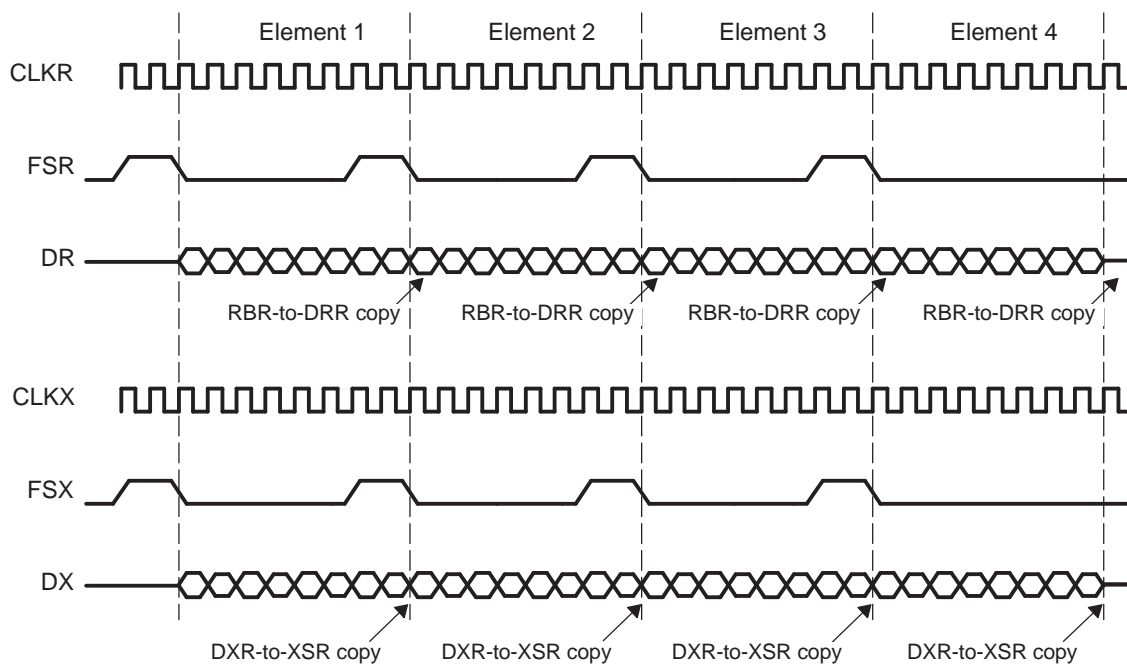 Element 1 Element 2 Element 3 Element 4
CLKR
FSR
DR
RBR-to-DRR copy RBR-to-DRR copy RBR-to-DRR copy RBR-to-DRR copy
CLKX
FSX
DX
DXR-to-XSR copy DXR-to-XSR copy DXR-to-XSR copy DXR-to-XSR copy